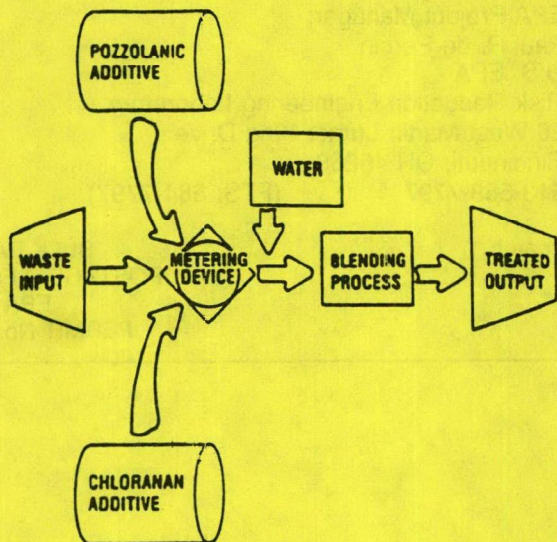 POZZOLANIC
ADDITIVE
WATER
WASTE
INPUT
METERING
(DEVICE)
BLENDING
PROCESS
TREATED
OUTPUT
CHLORANAN
ADDITIVE